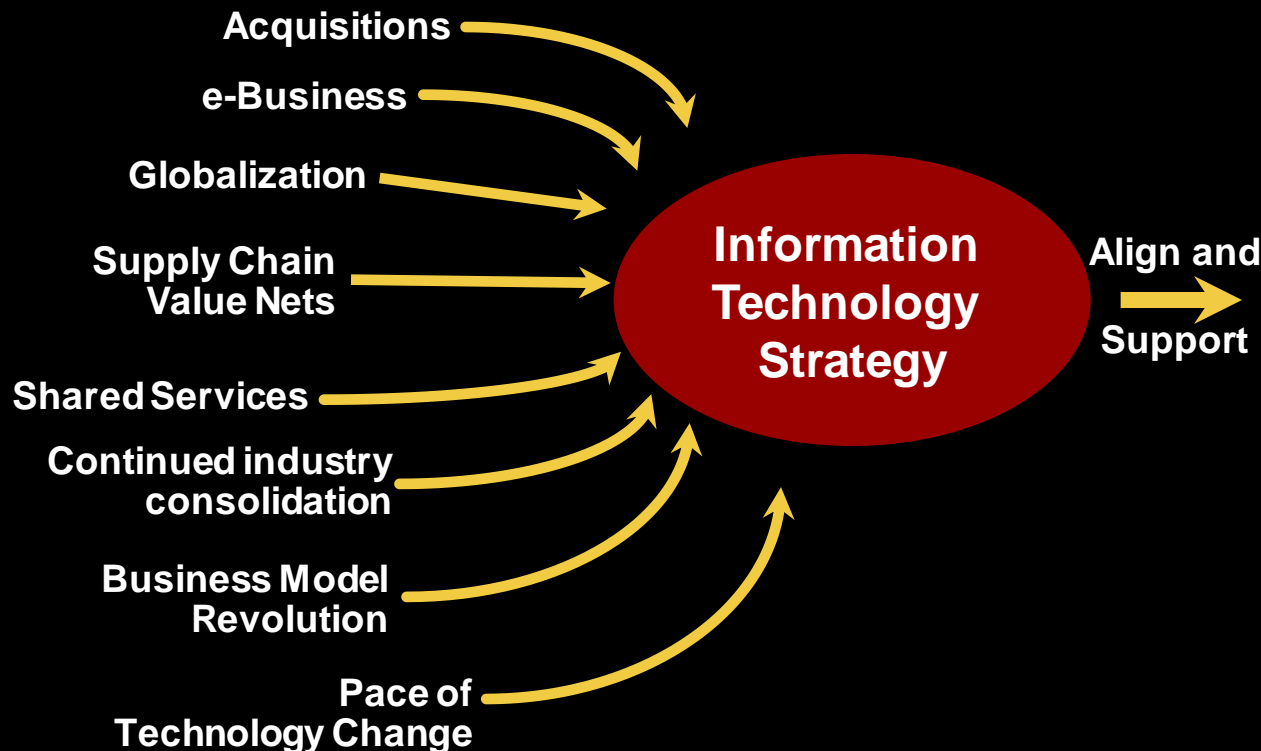 Acquisitions
e-Business
Globalization
Supply Chain
Value Nets
Shared Services
Continued industry
consolidation
Business Model
Revolution
Pace of
Technology Change
Information
Technology
Strategy
Align and
Support